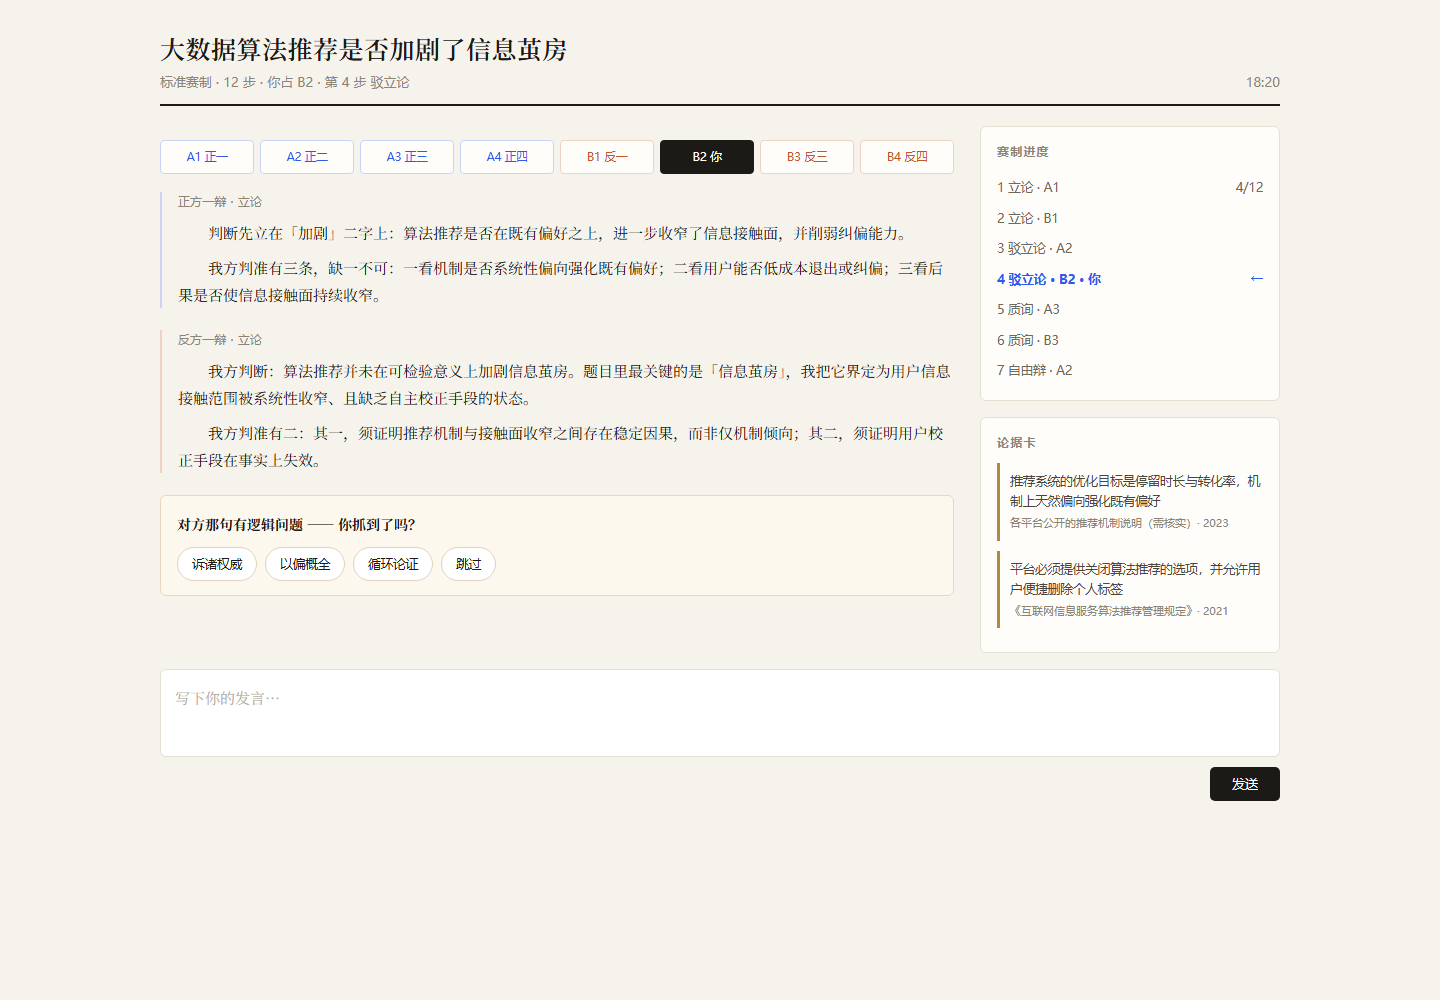 大数据算法推荐是否加剧了信息茧房
标准赛制 · 12 步 · 你占 B2 · 第 4 步 驳立论
18:20
A1 正一
A2 正二
A3 正三
A4 正四
B1 反一
B2 你
B3 反三
B4 反四
正方一辩 · 立论
判断先立在「加剧」二字上：算法推荐是否在既有偏好之上，进一步收窄了信息接触面，并削弱纠偏能力。
我方判准有三条，缺一不可：一看机制是否系统性偏向强化既有偏好；二看用户能否低成本退出或纠偏；三看后
果是否使信息接触面持续收窄。
反方一辩 · 立论
我方判断：算法推荐并未在可检验意义上加剧信息茧房。题目里最关键的是「信息茧房」，我把它界定为用户信息
接触范围被系统性收窄、且缺乏自主校正手段的状态。
我方判准有二：其一，须证明推荐机制与接触面收窄之间存在稳定因果，而非仅机制倾向；其二，须证明用户校
正手段在事实上失效。
对方那句有逻辑问题 —— 你抓到了吗？
诉诸权威
以偏概全
循环论证
跳过
赛制进度
1 立论 · A1
4/12
2 立论 · B1
3 驳立论 · A2
4 驳立论 • B2 • 你
←
5 质询 · A3
6 质询 · B3
7 自由辩 · A2
论据卡
推荐系统的优化目标是停留时长与转化率，机
制上天然偏向强化既有偏好
各平台公开的推荐机制说明（需核实）· 2023
平台必须提供关闭算法推荐的选项，并允许用
户便捷删除个人标签
《互联网信息服务算法推荐管理规定》· 2021
写下你的发言…
发送